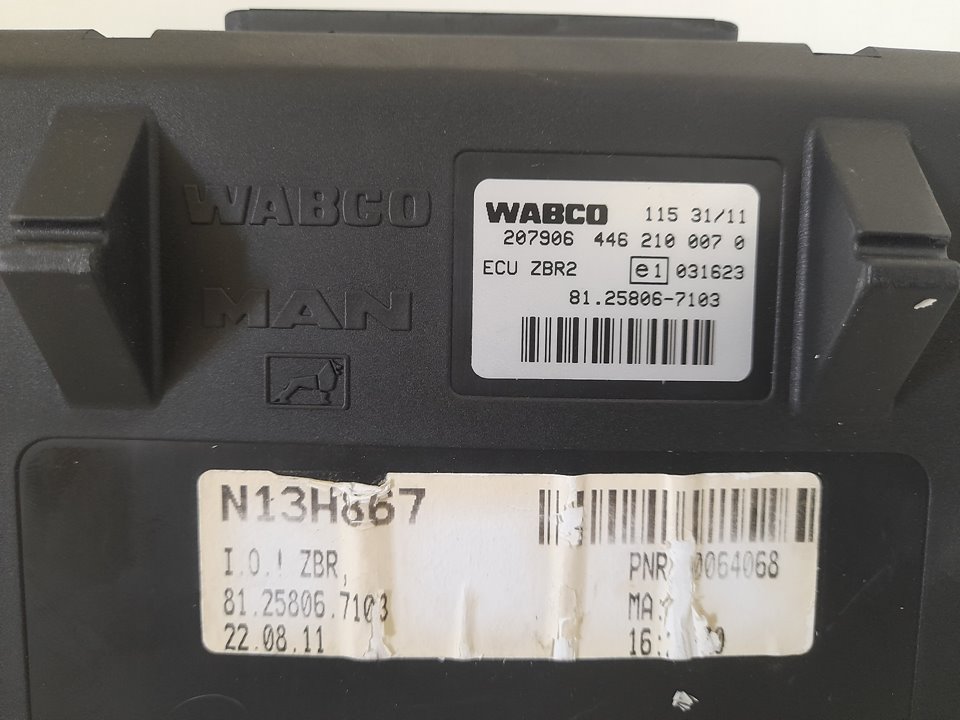 WABCO
MAN
WABCO 115 31/11
207906 446 210 007 0
ECU ZBR2 e1 031623
81.25806-7103
N13H867
ZBR,
81.25806.7103
22.08.11